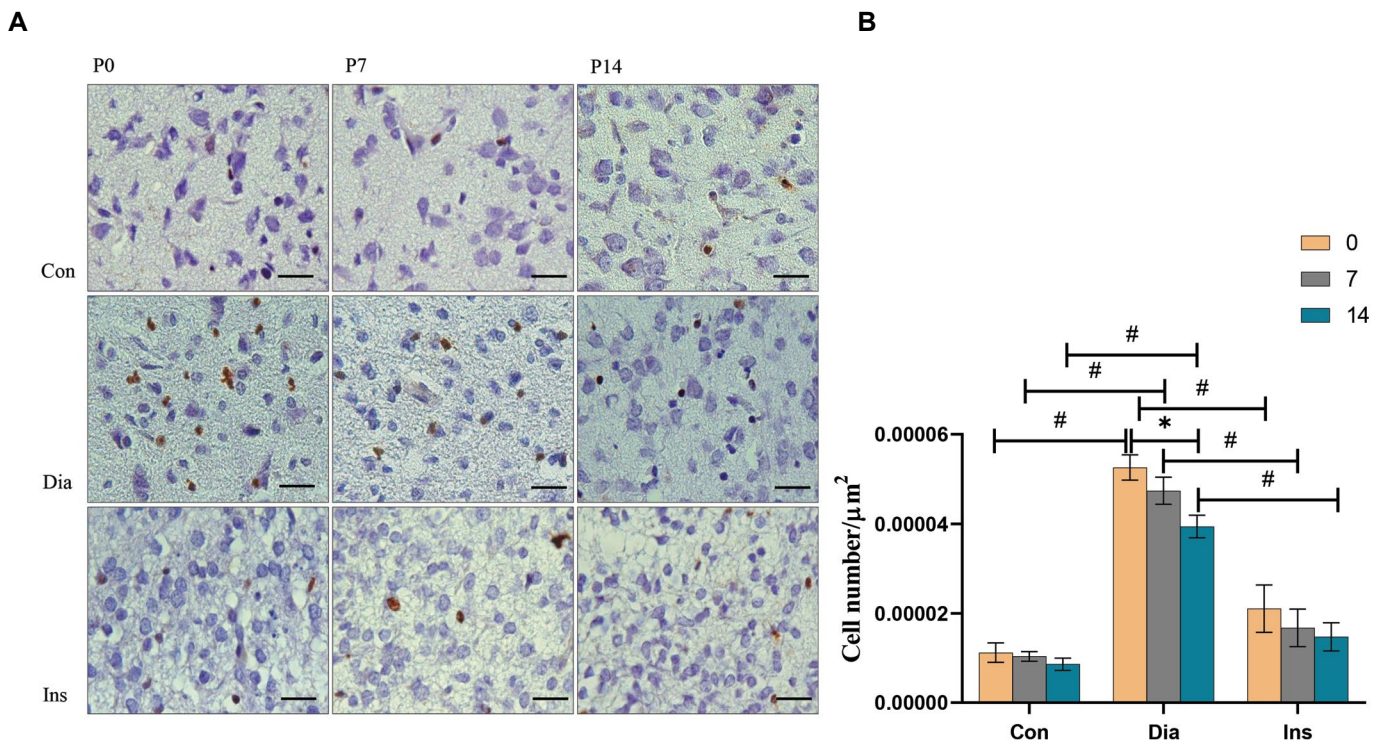 A
B
P0
P7
P14
Con
Dia
Ins
0
7
14
#
#
#
#
*
#
#
Cell number/μm²
0.00006
0.00004
0.00002
0.00000
Con
Dia
Ins